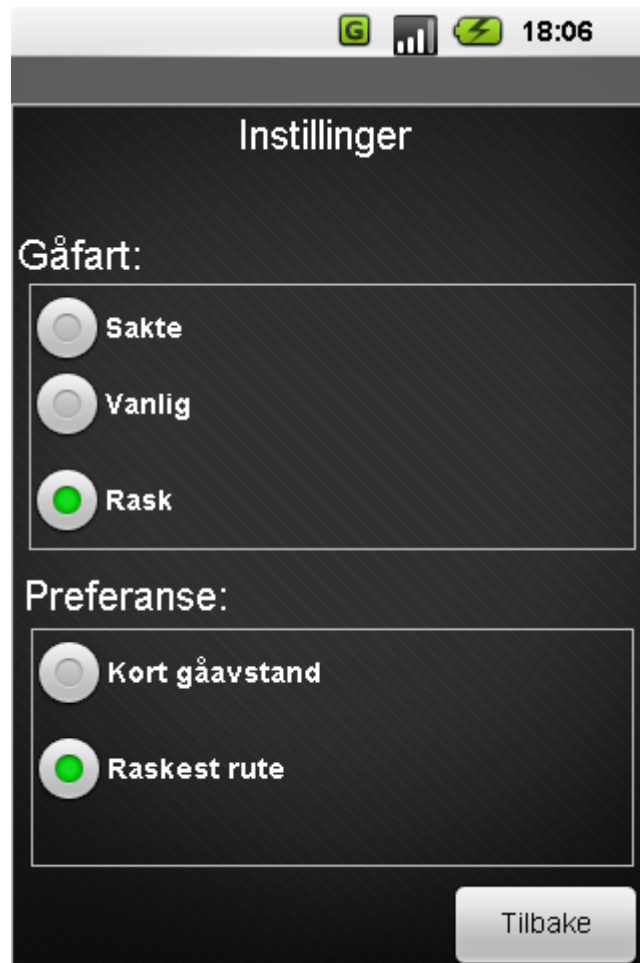 G 18:06
Instillinger
Gåfart:
Sakte
Vanlig
Rask
Preferanse:
Kort gåavstand
Raskest rute
Tilbake